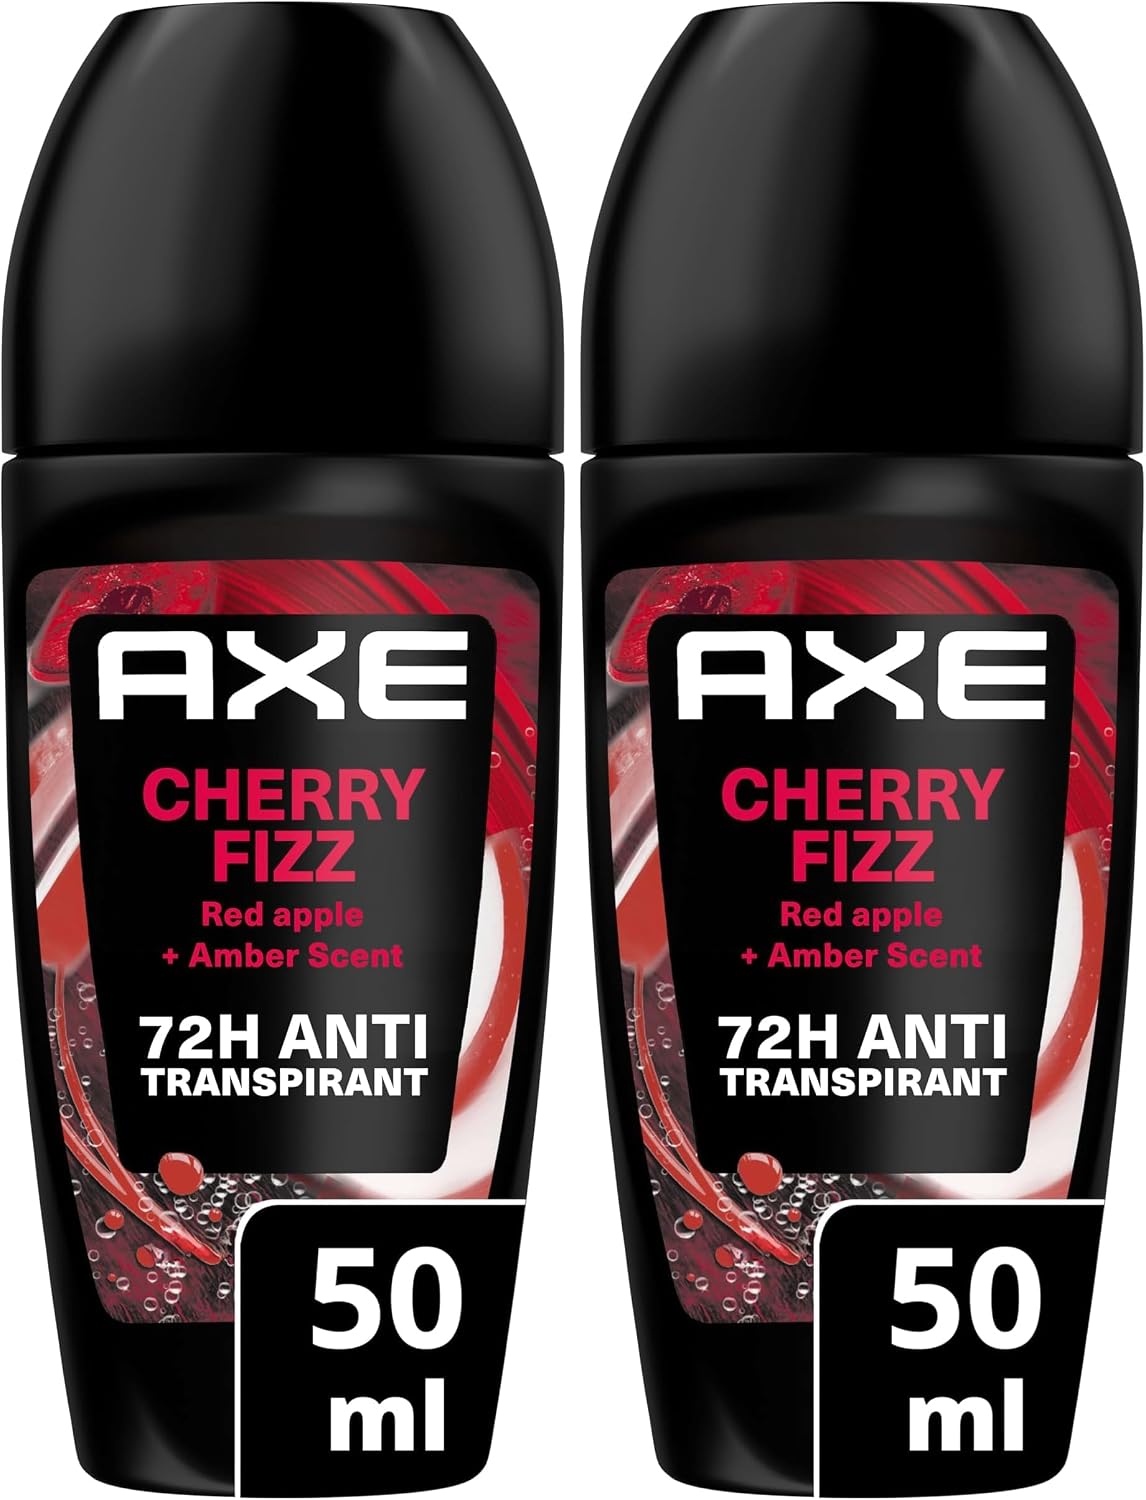 AXE
CHERRY
FIZZ
Red apple
+ Amber Scent
72H ANTI
TRANSPIRANT
50
ml
AXE
CHERRY
FIZZ
Red apple
+ Amber Scent
72H ANTI
TRANSPIRANT
50
ml